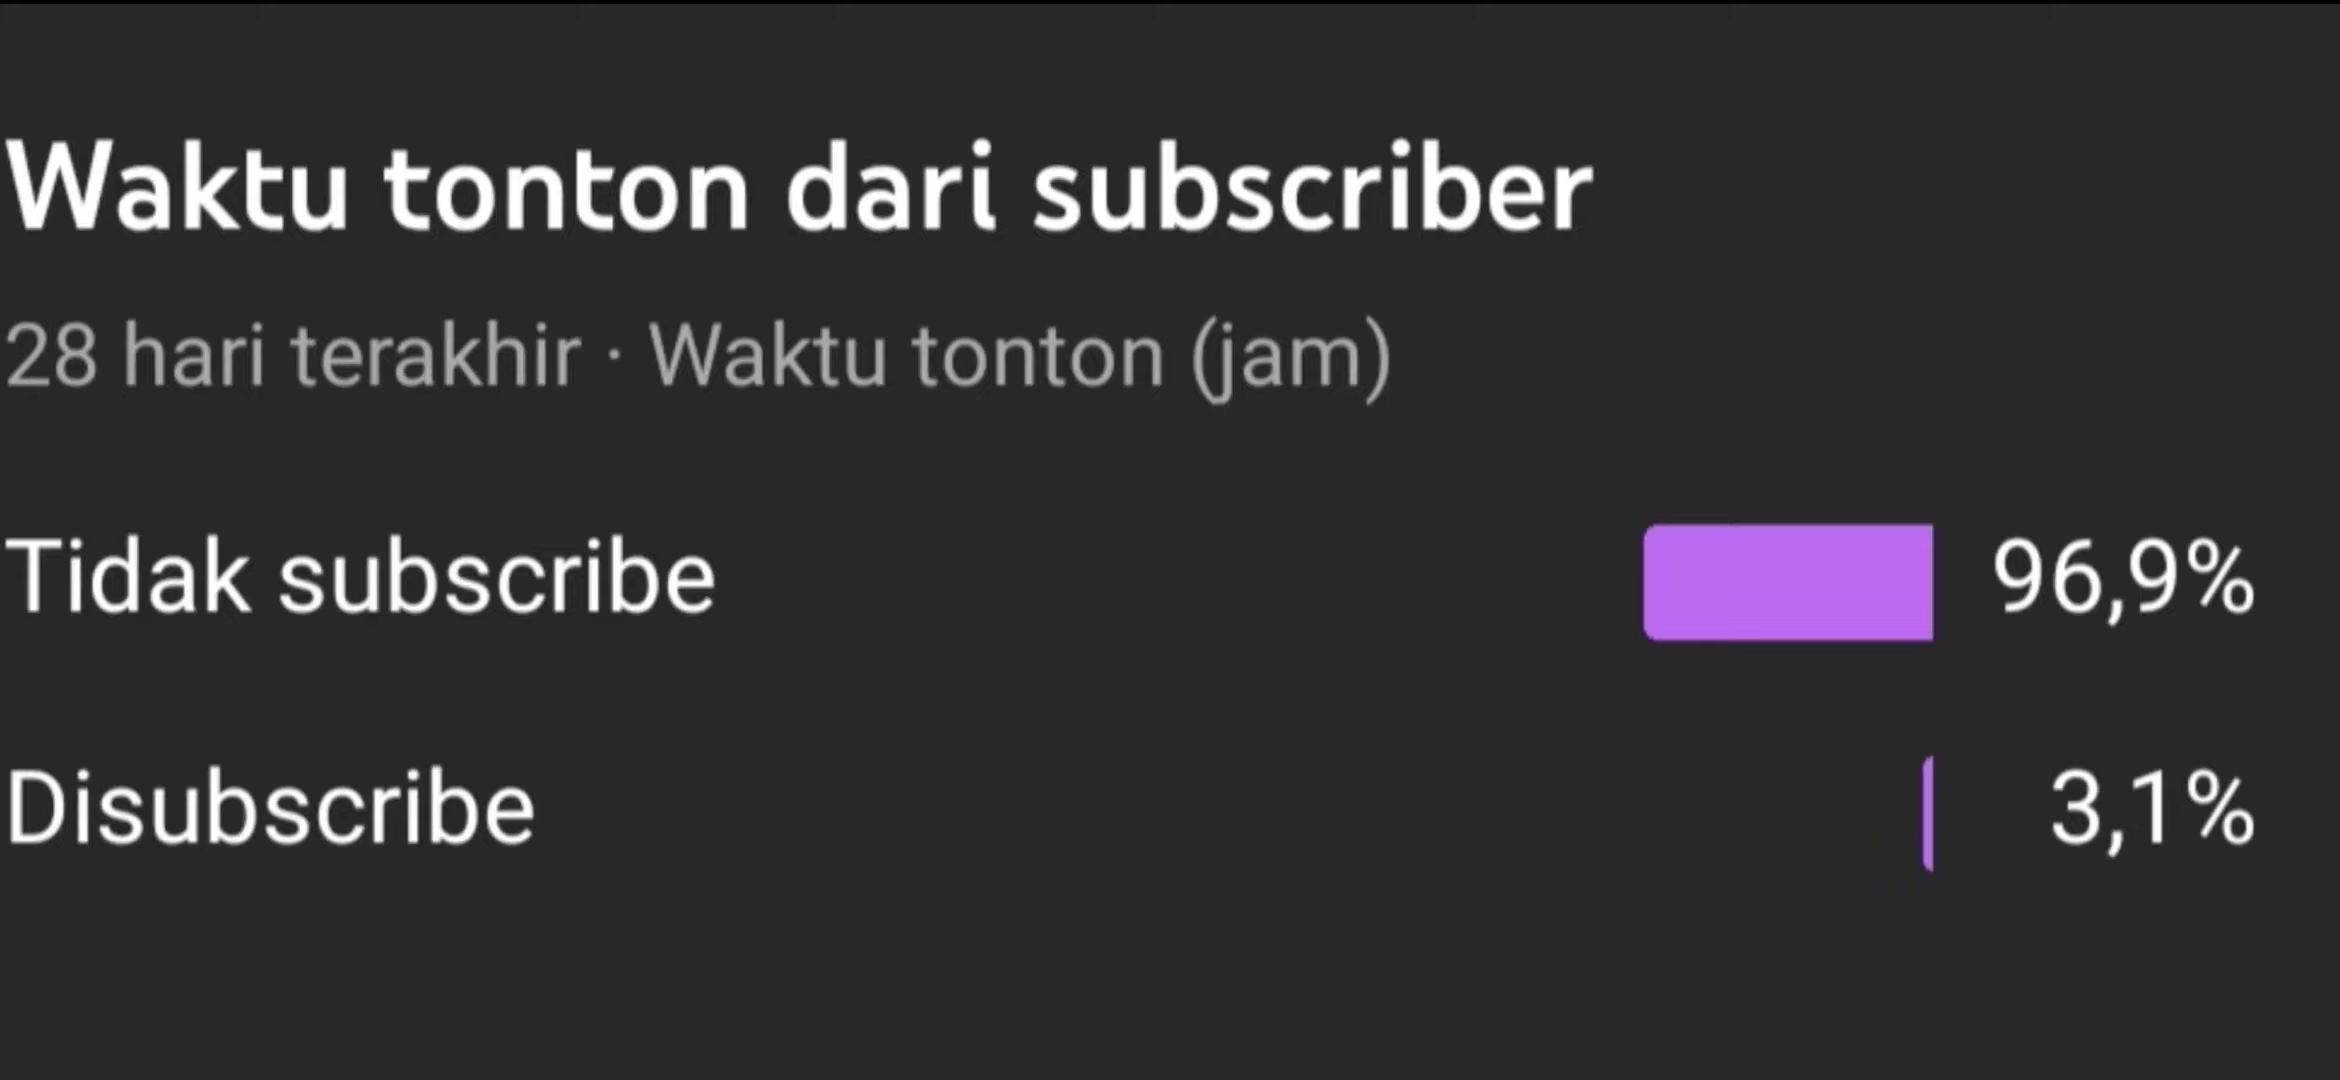 Waktu tonton dari subscriber
28 hari terakhir · Waktu tonton (jam)
Tidak subscribe 96,9%
Disubscribe 3,1%